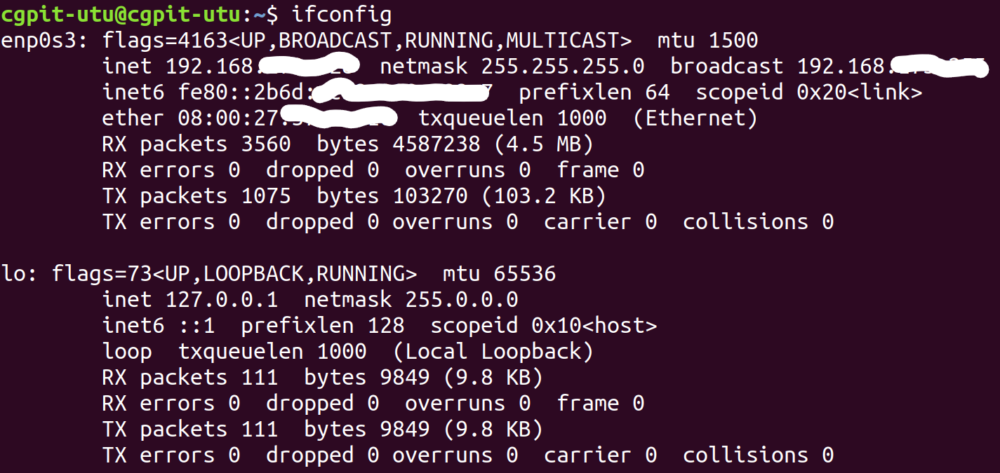 cgpit-utu@cgpit-utu:~$ ifconfig
enp0s3: flags=4163<UP,BROADCAST,RUNNING,MULTICAST>  mtu 1500
inet 192.168.  netmask 255.255.255.0  broadcast 192.168.
inet6 fe80::2b6d:  prefixlen 64  scopeid 0x20<link>
ether 08:00:27:  txqueuelen 1000  (Ethernet)
RX packets 3560  bytes 4587238 (4.5 MB)
RX errors 0  dropped 0  overruns 0  frame 0
TX packets 1075  bytes 103270 (103.2 KB)
TX errors 0  dropped 0 overruns 0  carrier 0  collisions 0
lo: flags=73<UP,LOOPBACK,RUNNING>  mtu 65536
inet 127.0.0.1  netmask 255.0.0.0
inet6 ::1  prefixlen 128  scopeid 0x10<host>
loop  txqueuelen 1000  (Local Loopback)
RX packets 111  bytes 9849 (9.8 KB)
RX errors 0  dropped 0  overruns 0  frame 0
TX packets 111  bytes 9849 (9.8 KB)
TX errors 0  dropped 0 overruns 0  carrier 0  collisions 0